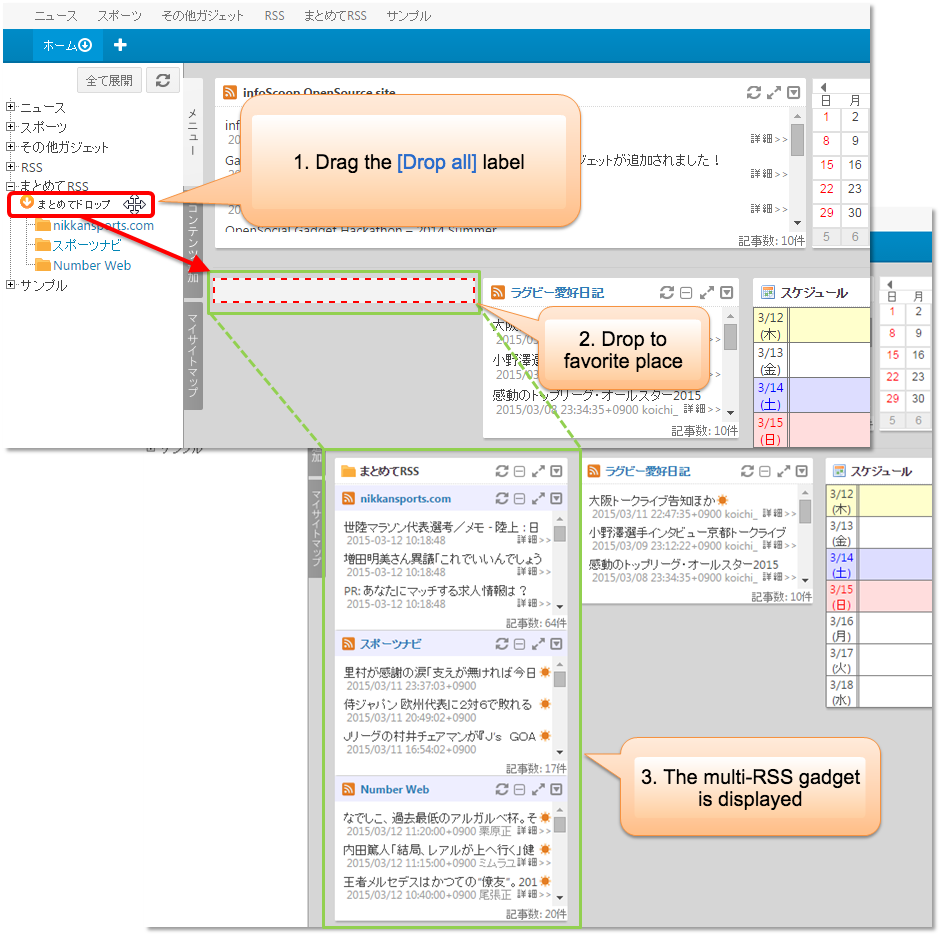 ニュース スポーツ その他ガジェット RSS まとめてRSS サンプル
ホーム
全て展開
ニュース
スポーツ
その他ガジェット
RSS
まとめてRSS
まとめてドロップ
nikkansports.com
スポーツナビ
Number Web
サンプル
メニュー
コンテンツ
加
マイサイトマップ
infoScoop OpenSource site
inf
20
詳細>>
Ga
ジェットが追加されました！
20
詳細>>
20
詳細>>
OpenSocial Gadget Hackathon – 2014 Summer
記事数: 10件
1. Drag the [Drop all] label
日 月
1 2
8 9
15 16
22 23
29 30
5 6
ラグビー愛好日記
大阪
2015/03
>>
小野澤選
2015/03
>>
感動のトップリーグ・オールスター2015
2015/03/08 23:34:35+0900 koichi_ 詳細>>
記事数: 10件
2. Drop to
favorite place
スケジュール
3/12
(木)
3/13
(金)
3/14
(土)
3/15
(日)
日 月
1 2
8 9
15 16
22 23
29 30
5 6
サンプル
加
マイサイトマップ
まとめてRSS
nikkansports.com
世陸マラソン代表選考／メモ - 陸上 : 日
2015-03-12 10:18:48 詳細>>
増田明美さん異議「これでいいんでしょう
2015-03-12 10:18:48 詳細>>
PR: あなたにマッチする求人情報は？
2015-03-12 10:18:48 詳細>>
記事数: 64件
スポーツナビ
里村が感謝の涙「支えが無ければ今日
2015/03/11 23:37:03+0900
侍ジャパン 欧州代表に２対６で敗れる
2015/03/11 20:49:02+0900
Ｊリーグの村井チェアマンが『Ｊ’ｓ ＧＯＡ
2015/03/11 16:54:02+0900
記事数: 17件
Number Web
なでしこ、過去最低のアルガルベ杯。そ
2015/03/12 11:20:00+0900 栗原正 詳細>>
内田篤人「結局、レアルが上へ行く」健
2015/03/12 11:15:00+0900 ミムラユ 詳細>>
王者メルセデスはかつての“僚友”。201
2015/03/12 10:40:00+0900 尾張正 詳細>>
記事数: 20件
ラグビー愛好日記
大阪トークライブ告知ほか
2015/03/11 22:47:35+0900 koichi_ 詳細>>
小野澤選手インタビュー京都トークライブ
2015/03/09 23:12:22+0900 koichi_ 詳細>>
感動のトップリーグ・オールスター2015
2015/03/08 23:34:35+0900 koichi_ 詳細>>
記事数: 10件
スケジュール
3/12
(木)
3/13
(金)
3/14
(土)
3/15
(日)
3/16
(月)
3/17
(火)
3/18
(水)
3. The multi-RSS gadget
is displayed